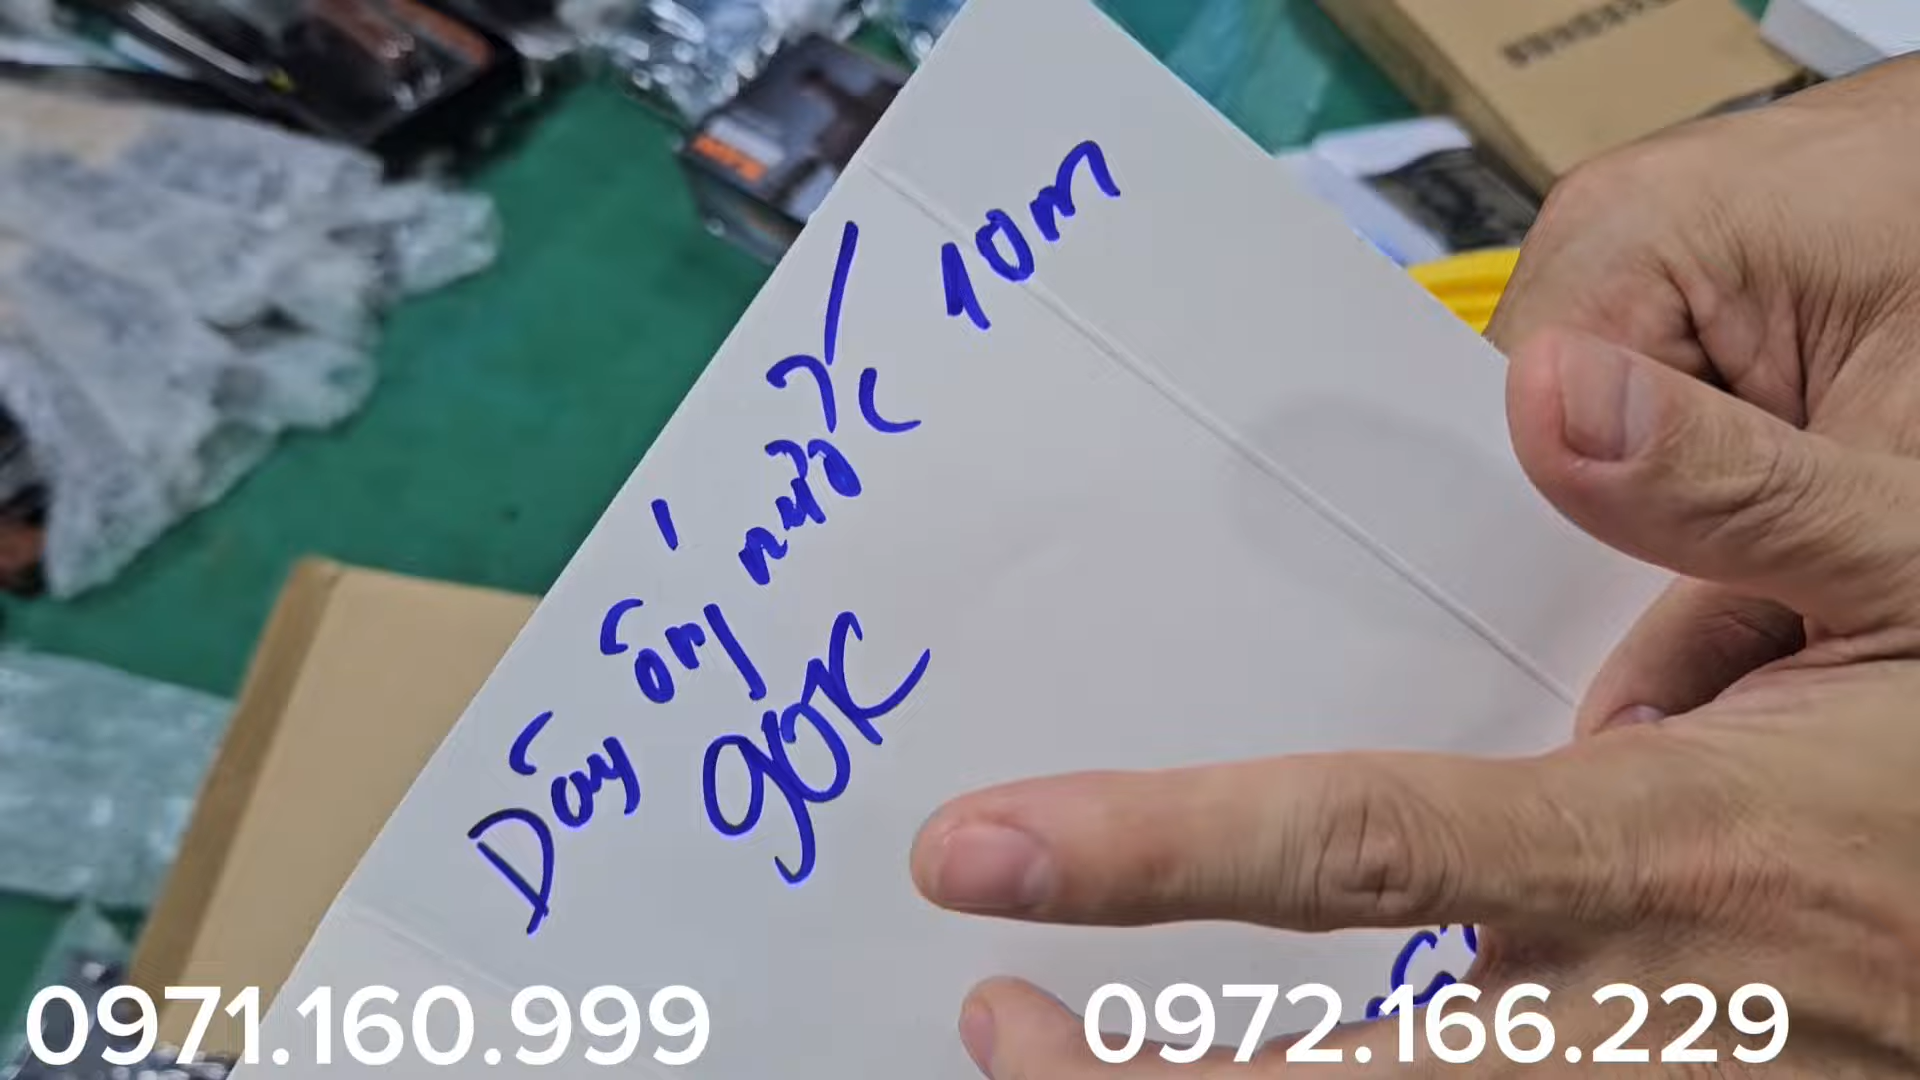 Dây ống nước 10m
90K
0971.160.999
0972.166.229